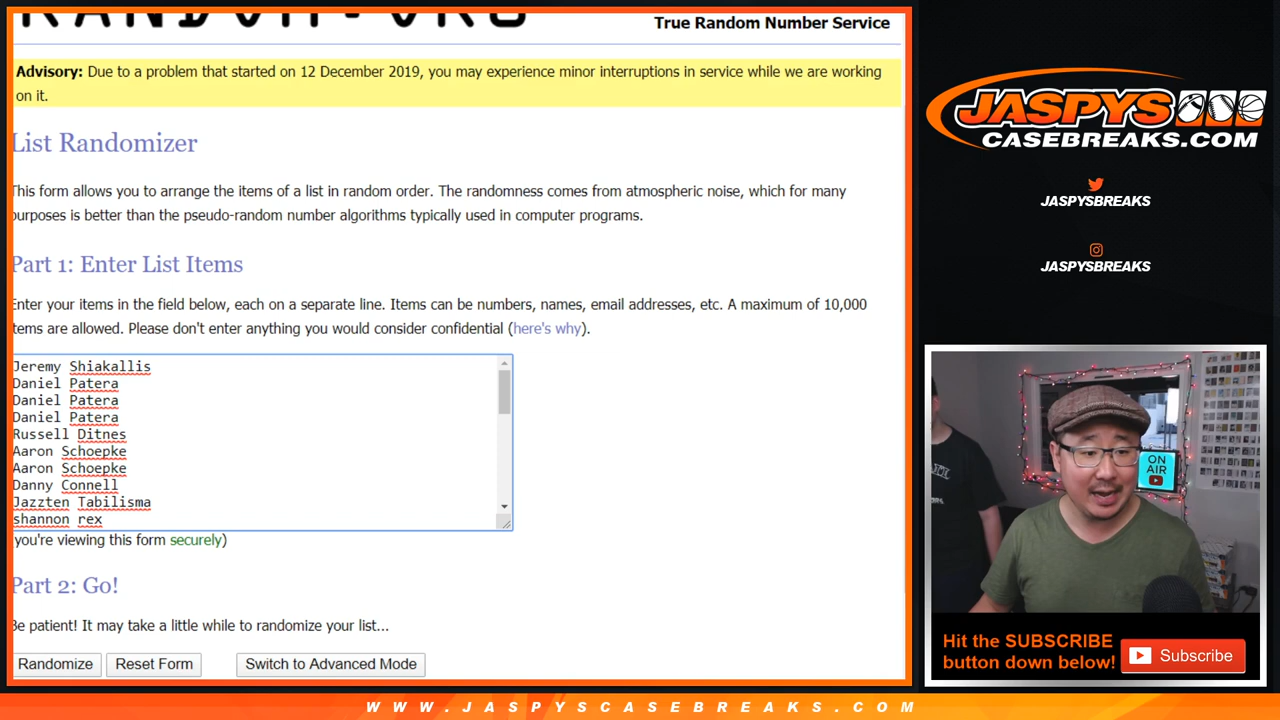 RANDOM.ORG
True Random Number Service
Advisory: Due to a problem that started on 12 December 2019, you may experience minor interruptions in service while we are working
on it.
List Randomizer
This form allows you to arrange the items of a list in random order. The randomness comes from atmospheric noise, which for many
purposes is better than the pseudo-random number algorithms typically used in computer programs.
Part 1: Enter List Items
Enter your items in the field below, each on a separate line. Items can be numbers, names, email addresses, etc. A maximum of 10,000
items are allowed. Please don't enter anything you would consider confidential (here's why).
Jeremy Shiakallis
Daniel Patera
Daniel Patera
Daniel Patera
Russell Ditnes
Aaron Schoepke
Aaron Schoepke
Danny Connell
Jazzten Tabilisma
shannon rex
you're viewing this form securely)
Part 2: Go!
Be patient! It may take a little while to randomize your list...
Randomize Reset Form Switch to Advanced Mode
JASPYS
CASEBREAKS.COM
JASPYSBREAKS
JASPYSBREAKS
ON
AIR
Hit the SUBSCRIBE
button down below!
Subscribe
WWW.JASPYSCASEBREAKS.COM